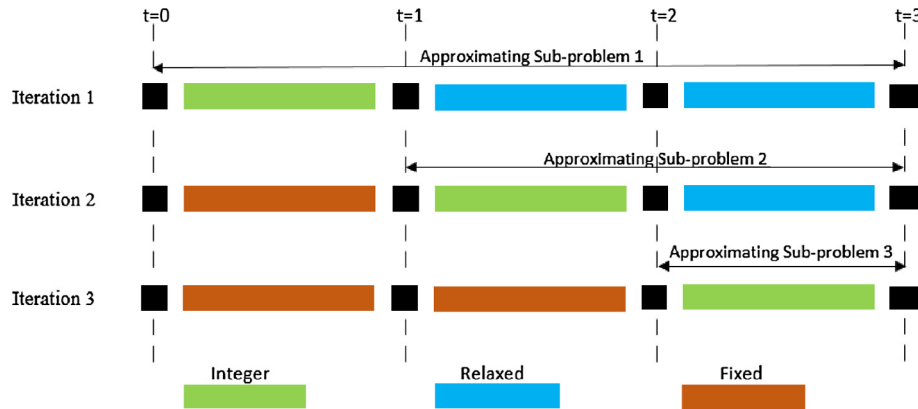 t=0 t=1 t=2 t=3
Approximating Sub-problem 1
Iteration 1
Approximating Sub-problem 2
Iteration 2
Approximating Sub-problem 3
Iteration 3
Integer Relaxed Fixed